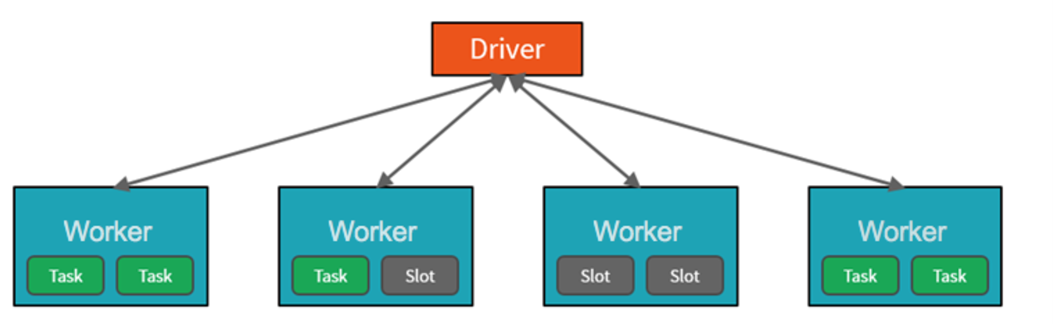 Driver
Worker
Task Task
Worker
Task Slot
Worker
Slot Slot
Worker
Task Task